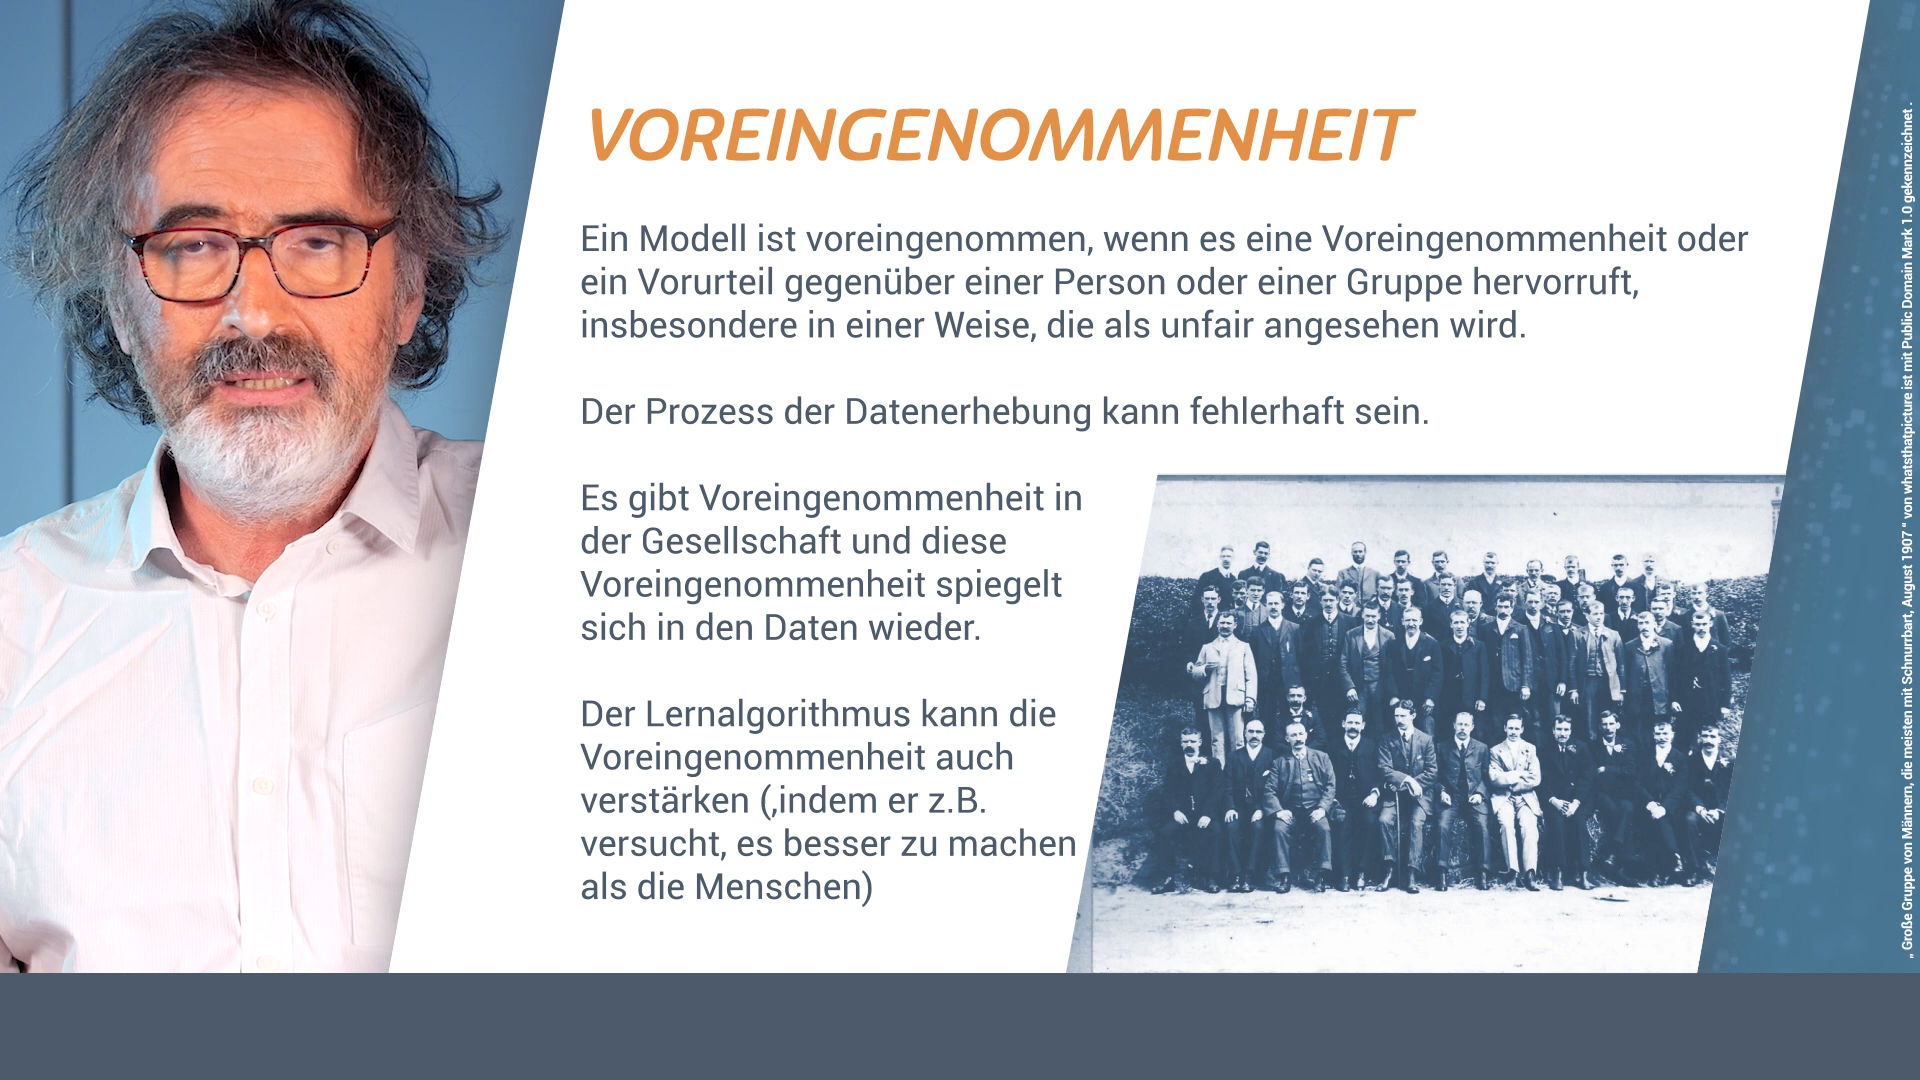 VOREINGENOMMENHEIT
Ein Modell ist voreingenommen, wenn es eine Voreingenommenheit oder
ein Vorurteil gegenüber einer Person oder einer Gruppe hervorruft,
insbesondere in einer Weise, die als unfair angesehen wird.
Der Prozess der Datenerhebung kann fehlerhaft sein.
Es gibt Voreingenommenheit in
der Gesellschaft und diese
Voreingenommenheit spiegelt
sich in den Daten wieder.
Der Lernalgorithmus kann die
Voreingenommenheit auch
verstärken (,indem er z.B.
versucht, es besser zu machen
als die Menschen)
„ Große Gruppe von Männern, die meisten mit Schnurrbart, August 1907 " von whatsthatpicture ist mit Public Domain Mark 1.0 gekennzeichnet .